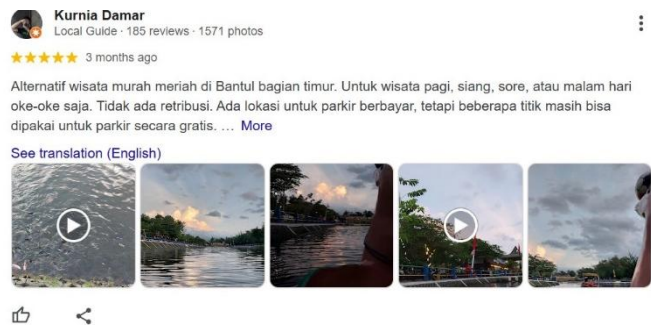 Kurnia Damar
Local Guide · 185 reviews · 1571 photos
3 months ago
Alternatif wisata murah meriah di Bantul bagian timur. Untuk wisata pagi, siang, sore, atau malam hari
oke-oke saja. Tidak ada retribusi. Ada lokasi untuk parkir berbayar, tetapi beberapa titik masih bisa
dipakai untuk parkir secara gratis. … More
See translation (English)